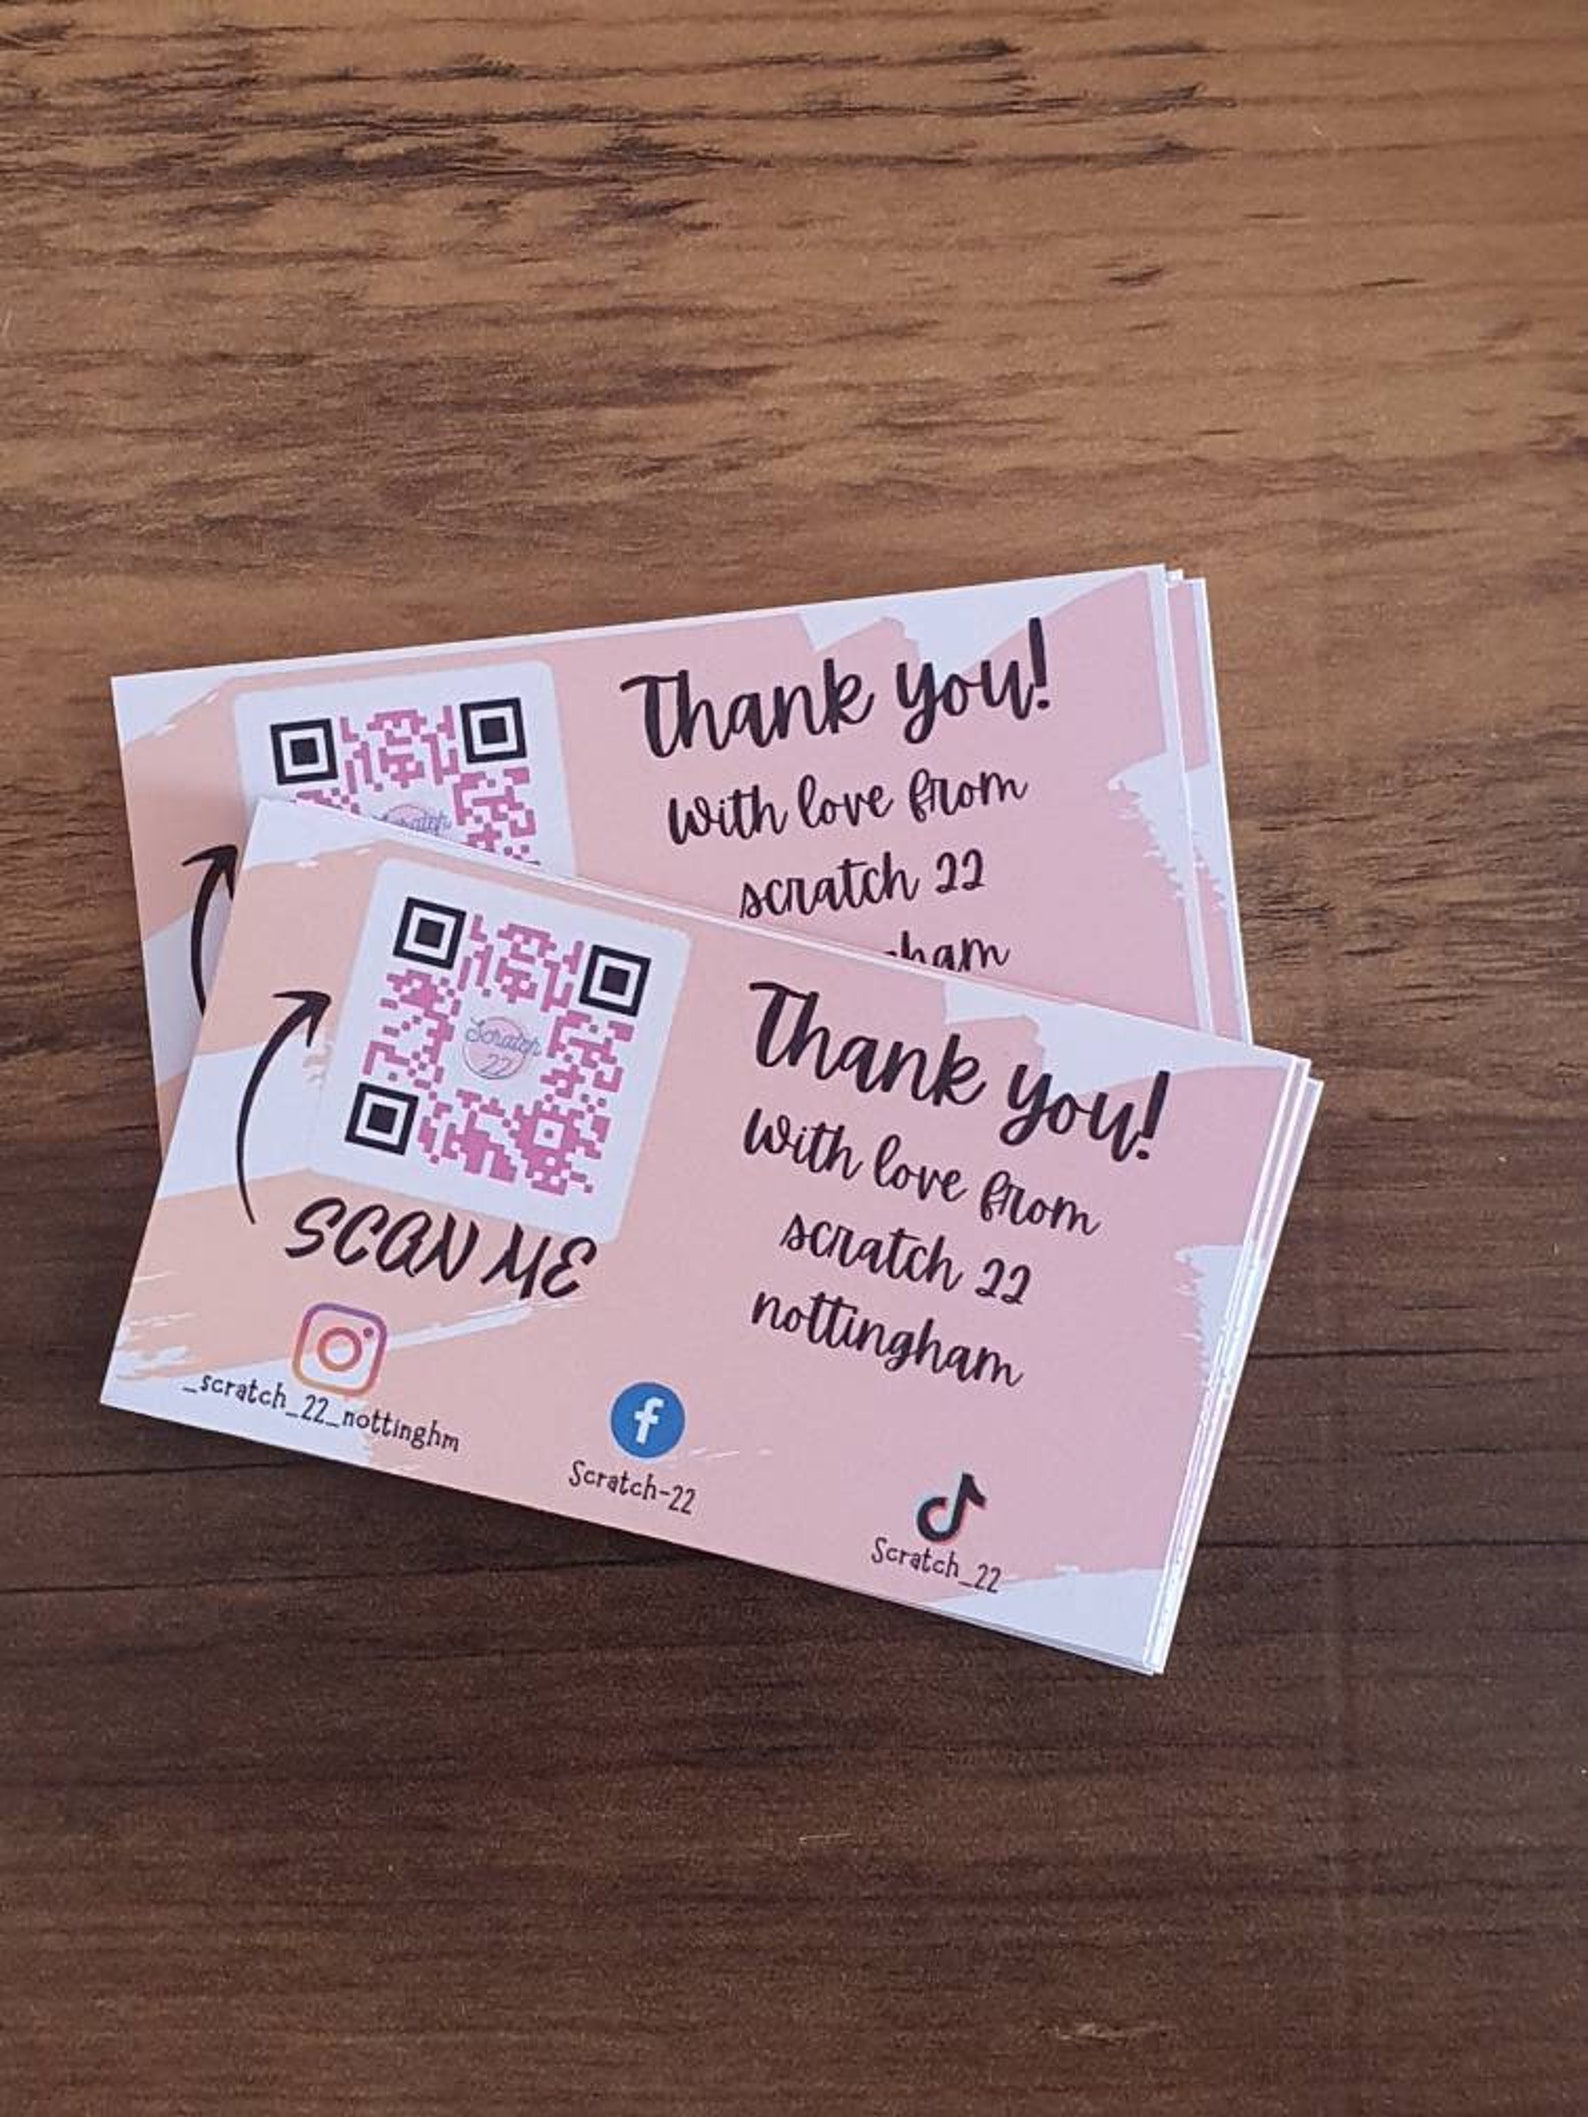 Thank you!
With love from
scratch 22
ham
Scratch
22
SCAN ME
Thank you!
With love from
scratch 22
nottingham
_scratch_22_nottinghm
Scratch-22
Scratch_22